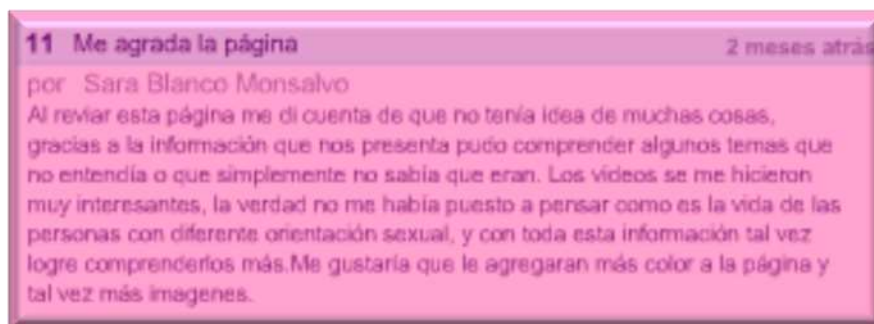 11 Me agrada la página
2 meses atrás
por Sara Blanco Monsalvo
Al reviar esta página me di cuenta de que no tenía idea de muchas cosas,
gracias a la información que nos presenta pudo comprender algunos temas que
no entendía o que simplemente no sabía que eran. Los videos se me hicieron
muy interesantes, la verdad no me había puesto a pensar como es la vida de las
personas con diferente orientación sexual, y con toda esta información tal vez
logre comprenderlos más.Me gustaría que le agregaran más color a la página y
tal vez más imagenes.